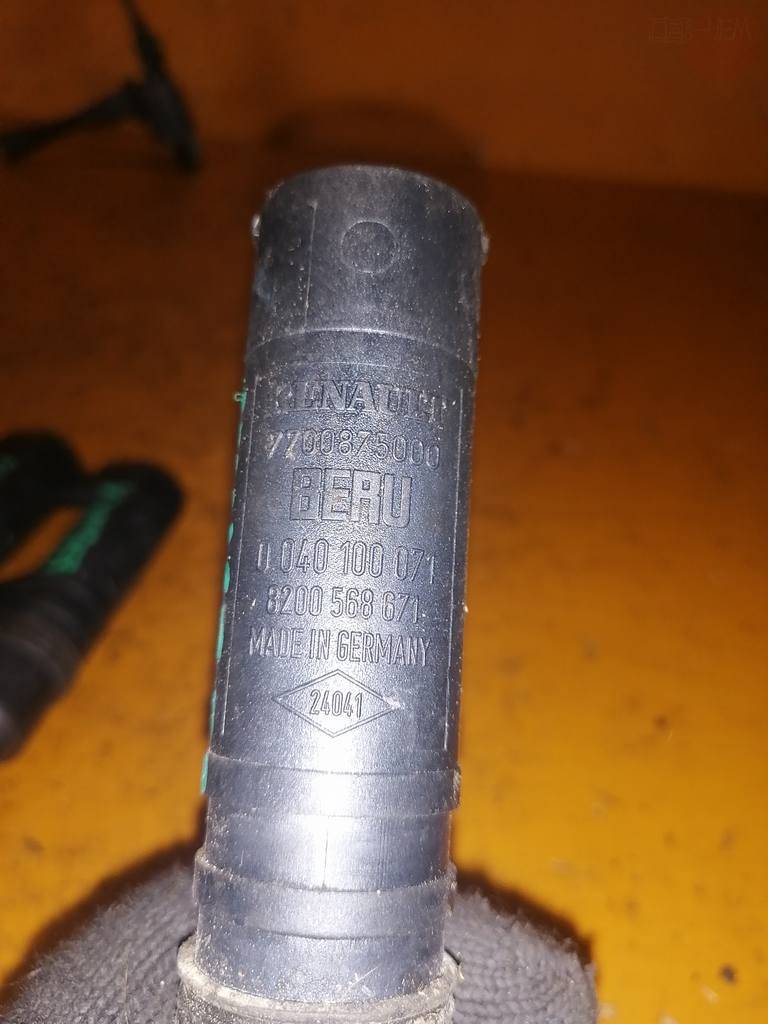 RENAULT
7700875000
BERU
0 040 100 071
8200 568 671
MADE IN GERMANY
24041